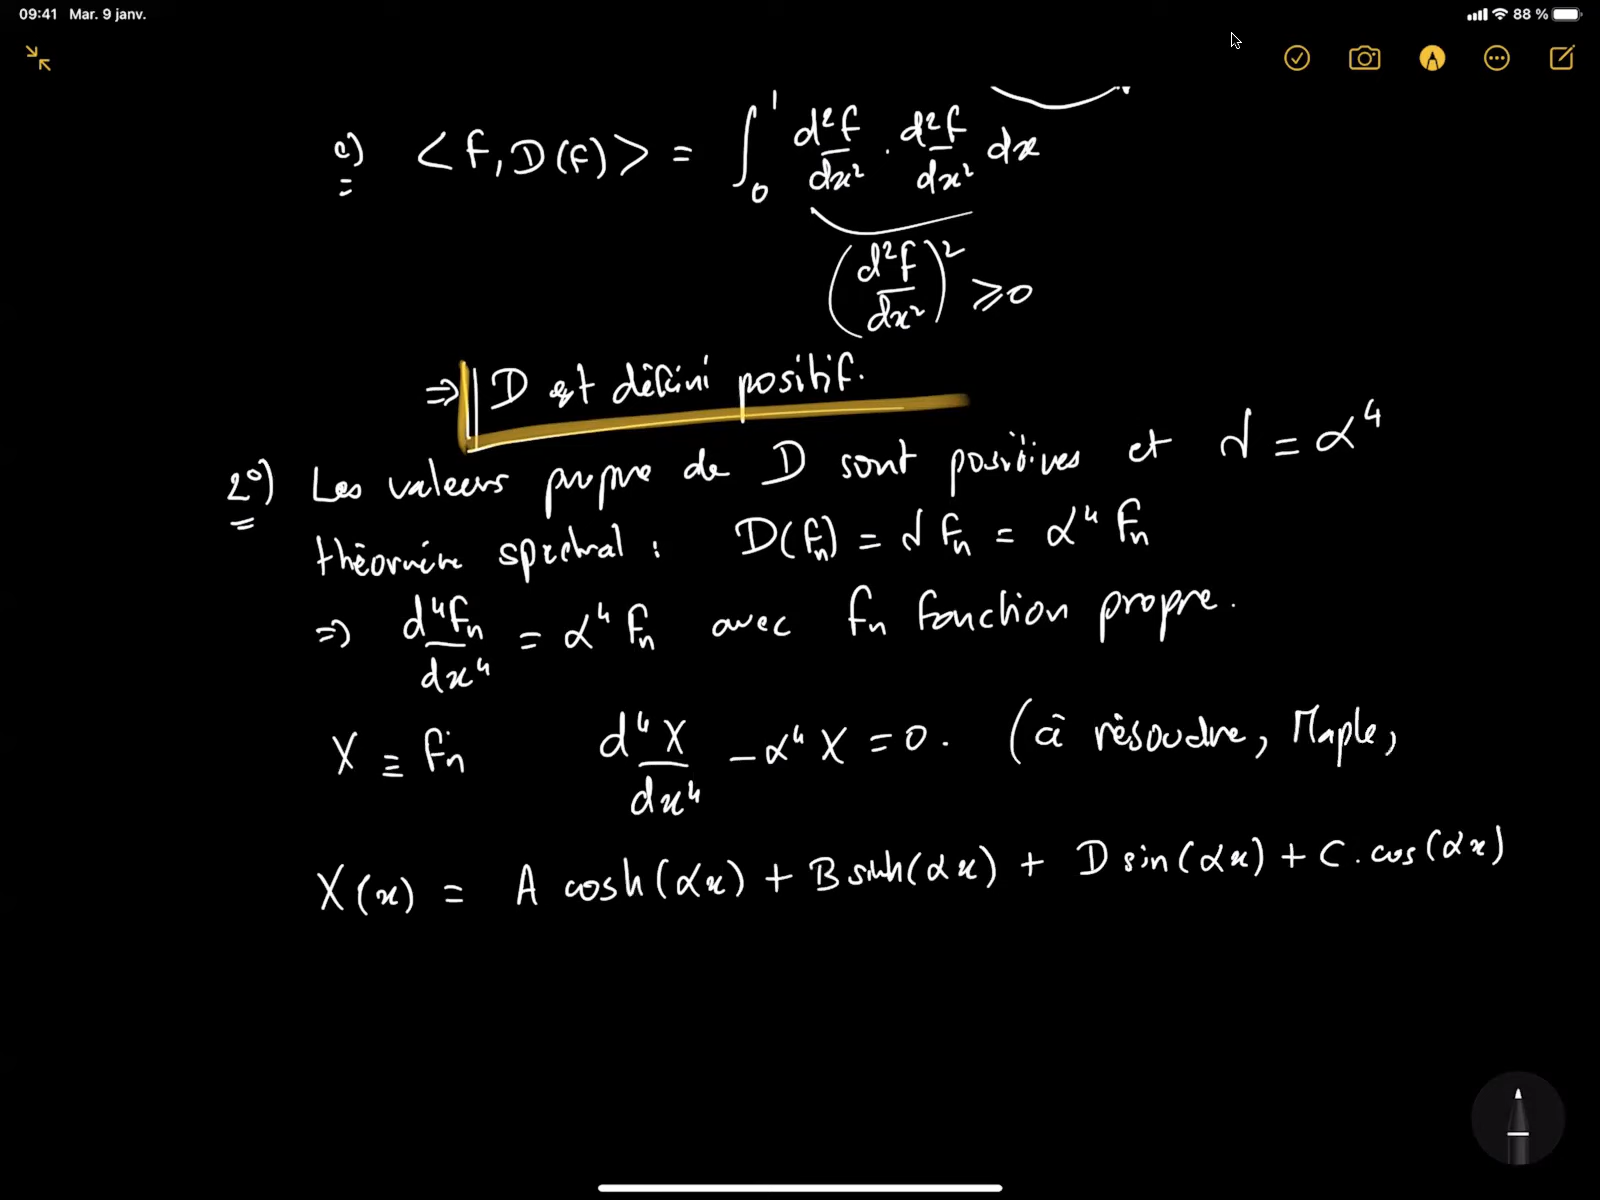 09:41 Mar. 9 janv. 88 %
c) <f, D(f)> = ∫₀¹ d²f/dx² · d²f/dx² dx
(d²f/dx²)² ⩾ 0
⇒ D est défini positif.
2°) Les valeurs propre de D sont positives et λ = α⁴
théorème spectral : D(fₙ) = λ fₙ = α⁴ fₙ
⇒ d⁴fₙ/dx⁴ = α⁴ fₙ avec fₙ fonction propre.
X ≡ fₙ d⁴X/dx⁴ − α⁴ X = 0. (à résoudre, Maple,
X(x) = A cosh(αx) + B sinh(αx) + D sin(αx) + C. cos(αx)